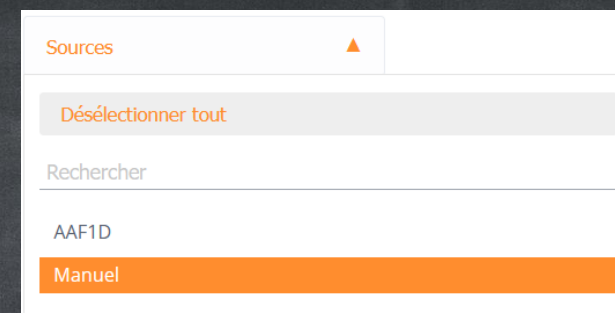 Sources
Désélectionner tout
Rechercher
AAF1D
Manuel